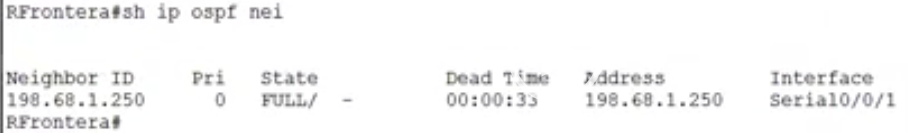 RFrontera#sh ip ospf nei
Neighbor ID Pri State Dead Time Address Interface
198.68.1.250 0 FULL/ - 00:00:33 198.68.1.250 Serial0/0/1
RFrontera#